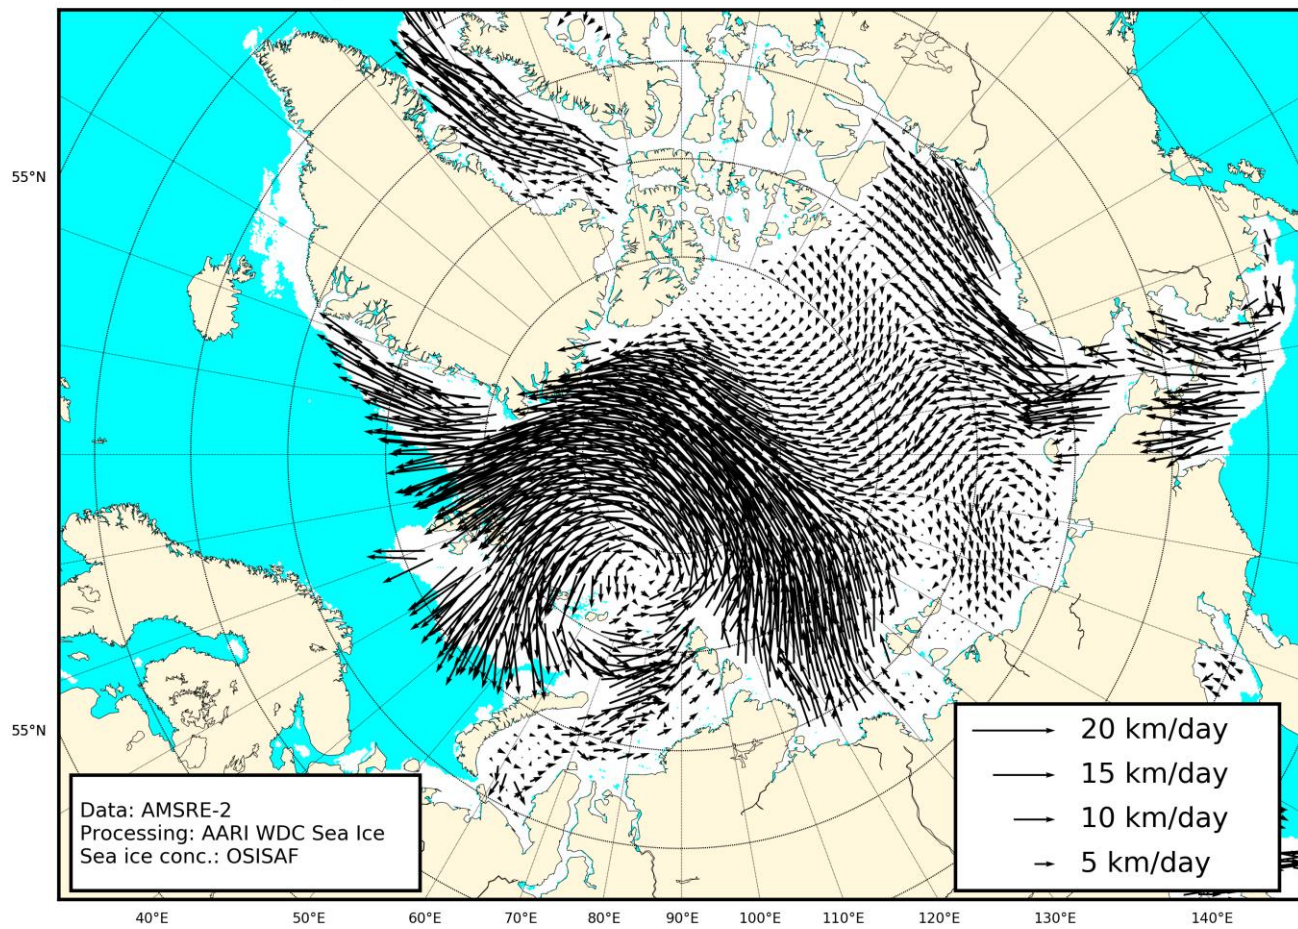 55°N
55°N
Data: AMSRE-2
Processing: AARI WDC Sea Ice
Sea ice conc.: OSISAF
20 km/day
15 km/day
10 km/day
5 km/day
40°E 50°E 60°E 70°E 80°E 90°E 100°E 110°E 120°E 130°E 140°E